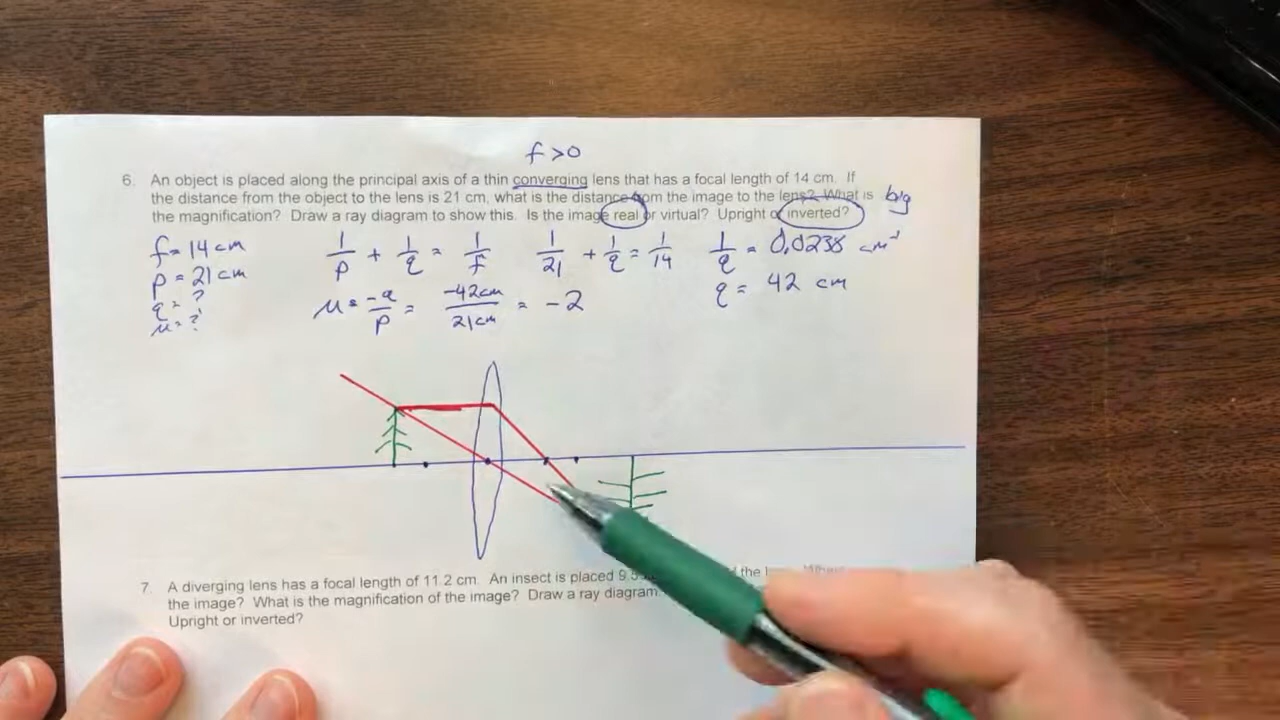 f >0
6. An object is placed along the principal axis of a thin converging lens that has a focal length of 14 cm. If
the distance from the object to the lens is 21 cm, what is the distance from the image to the lens? What is big
the magnification? Draw a ray diagram to show this. Is the image real or virtual? Upright or inverted?
f = 14 cm
p = 21 cm
q = ?
M = ?
1/p + 1/q = 1/f
1/21 + 1/q = 1/14
1/q = 0.0238 cm⁻¹
M = -q/p = -42cm/21cm = -2
q = 42 cm
7. A diverging lens has a focal length of 11.2 cm. An insect is placed 9.5 the
the image? What is the magnification of the image? Draw a ray diagram.
Upright or inverted?